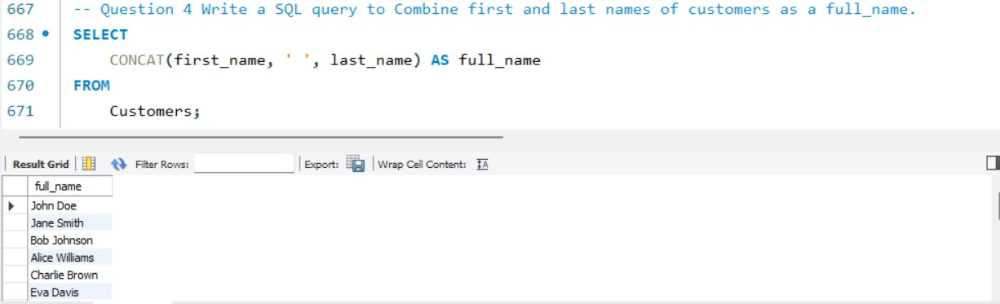 667 -- Question 4 Write a SQL query to Combine first and last names of customers as a full_name.
668 SELECT
669 CONCAT(first_name, ' ', last_name) AS full_name
670 FROM
671 Customers;
Result Grid Filter Rows: Export: Wrap Cell Content: IA
full_name
John Doe
Jane Smith
Bob Johnson
Alice Williams
Charlie Brown
Eva Davis